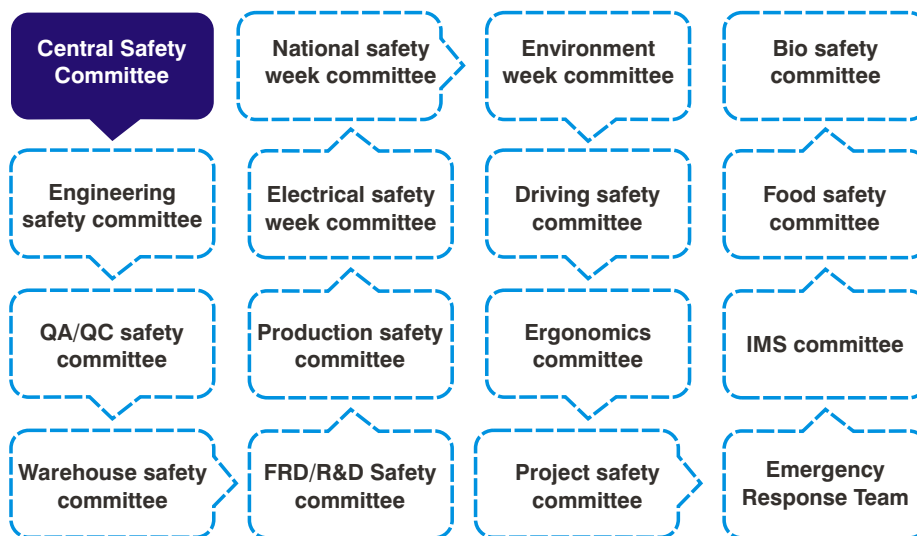 Central Safety
Committee
National safety
week committee
Environment
week committee
Bio safety
committee
Engineering
safety committee
Electrical safety
week committee
Driving safety
committee
Food safety
committee
QA/QC safety
committee
Production safety
committee
Ergonomics
committee
IMS committee
Warehouse safety
committee
FRD/R&D Safety
committee
Project safety
committee
Emergency
Response Team